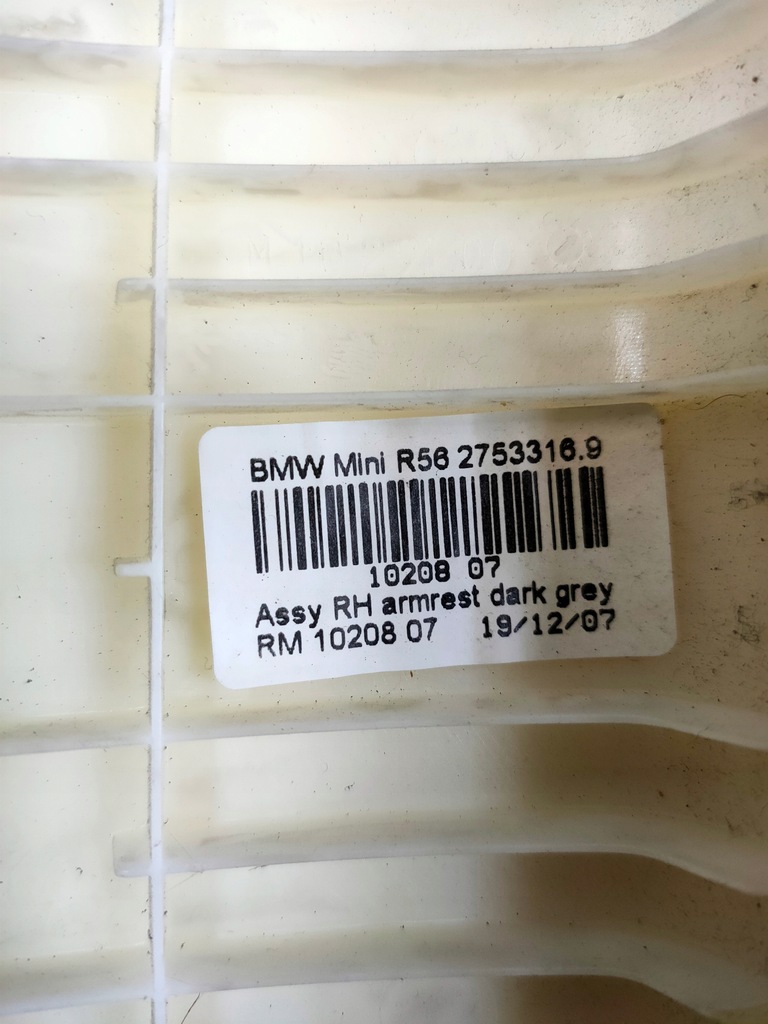 BMW Mini R56 2753316.9
10208 07
Assy RH armrest dark grey
RM 10208 07 19/12/07